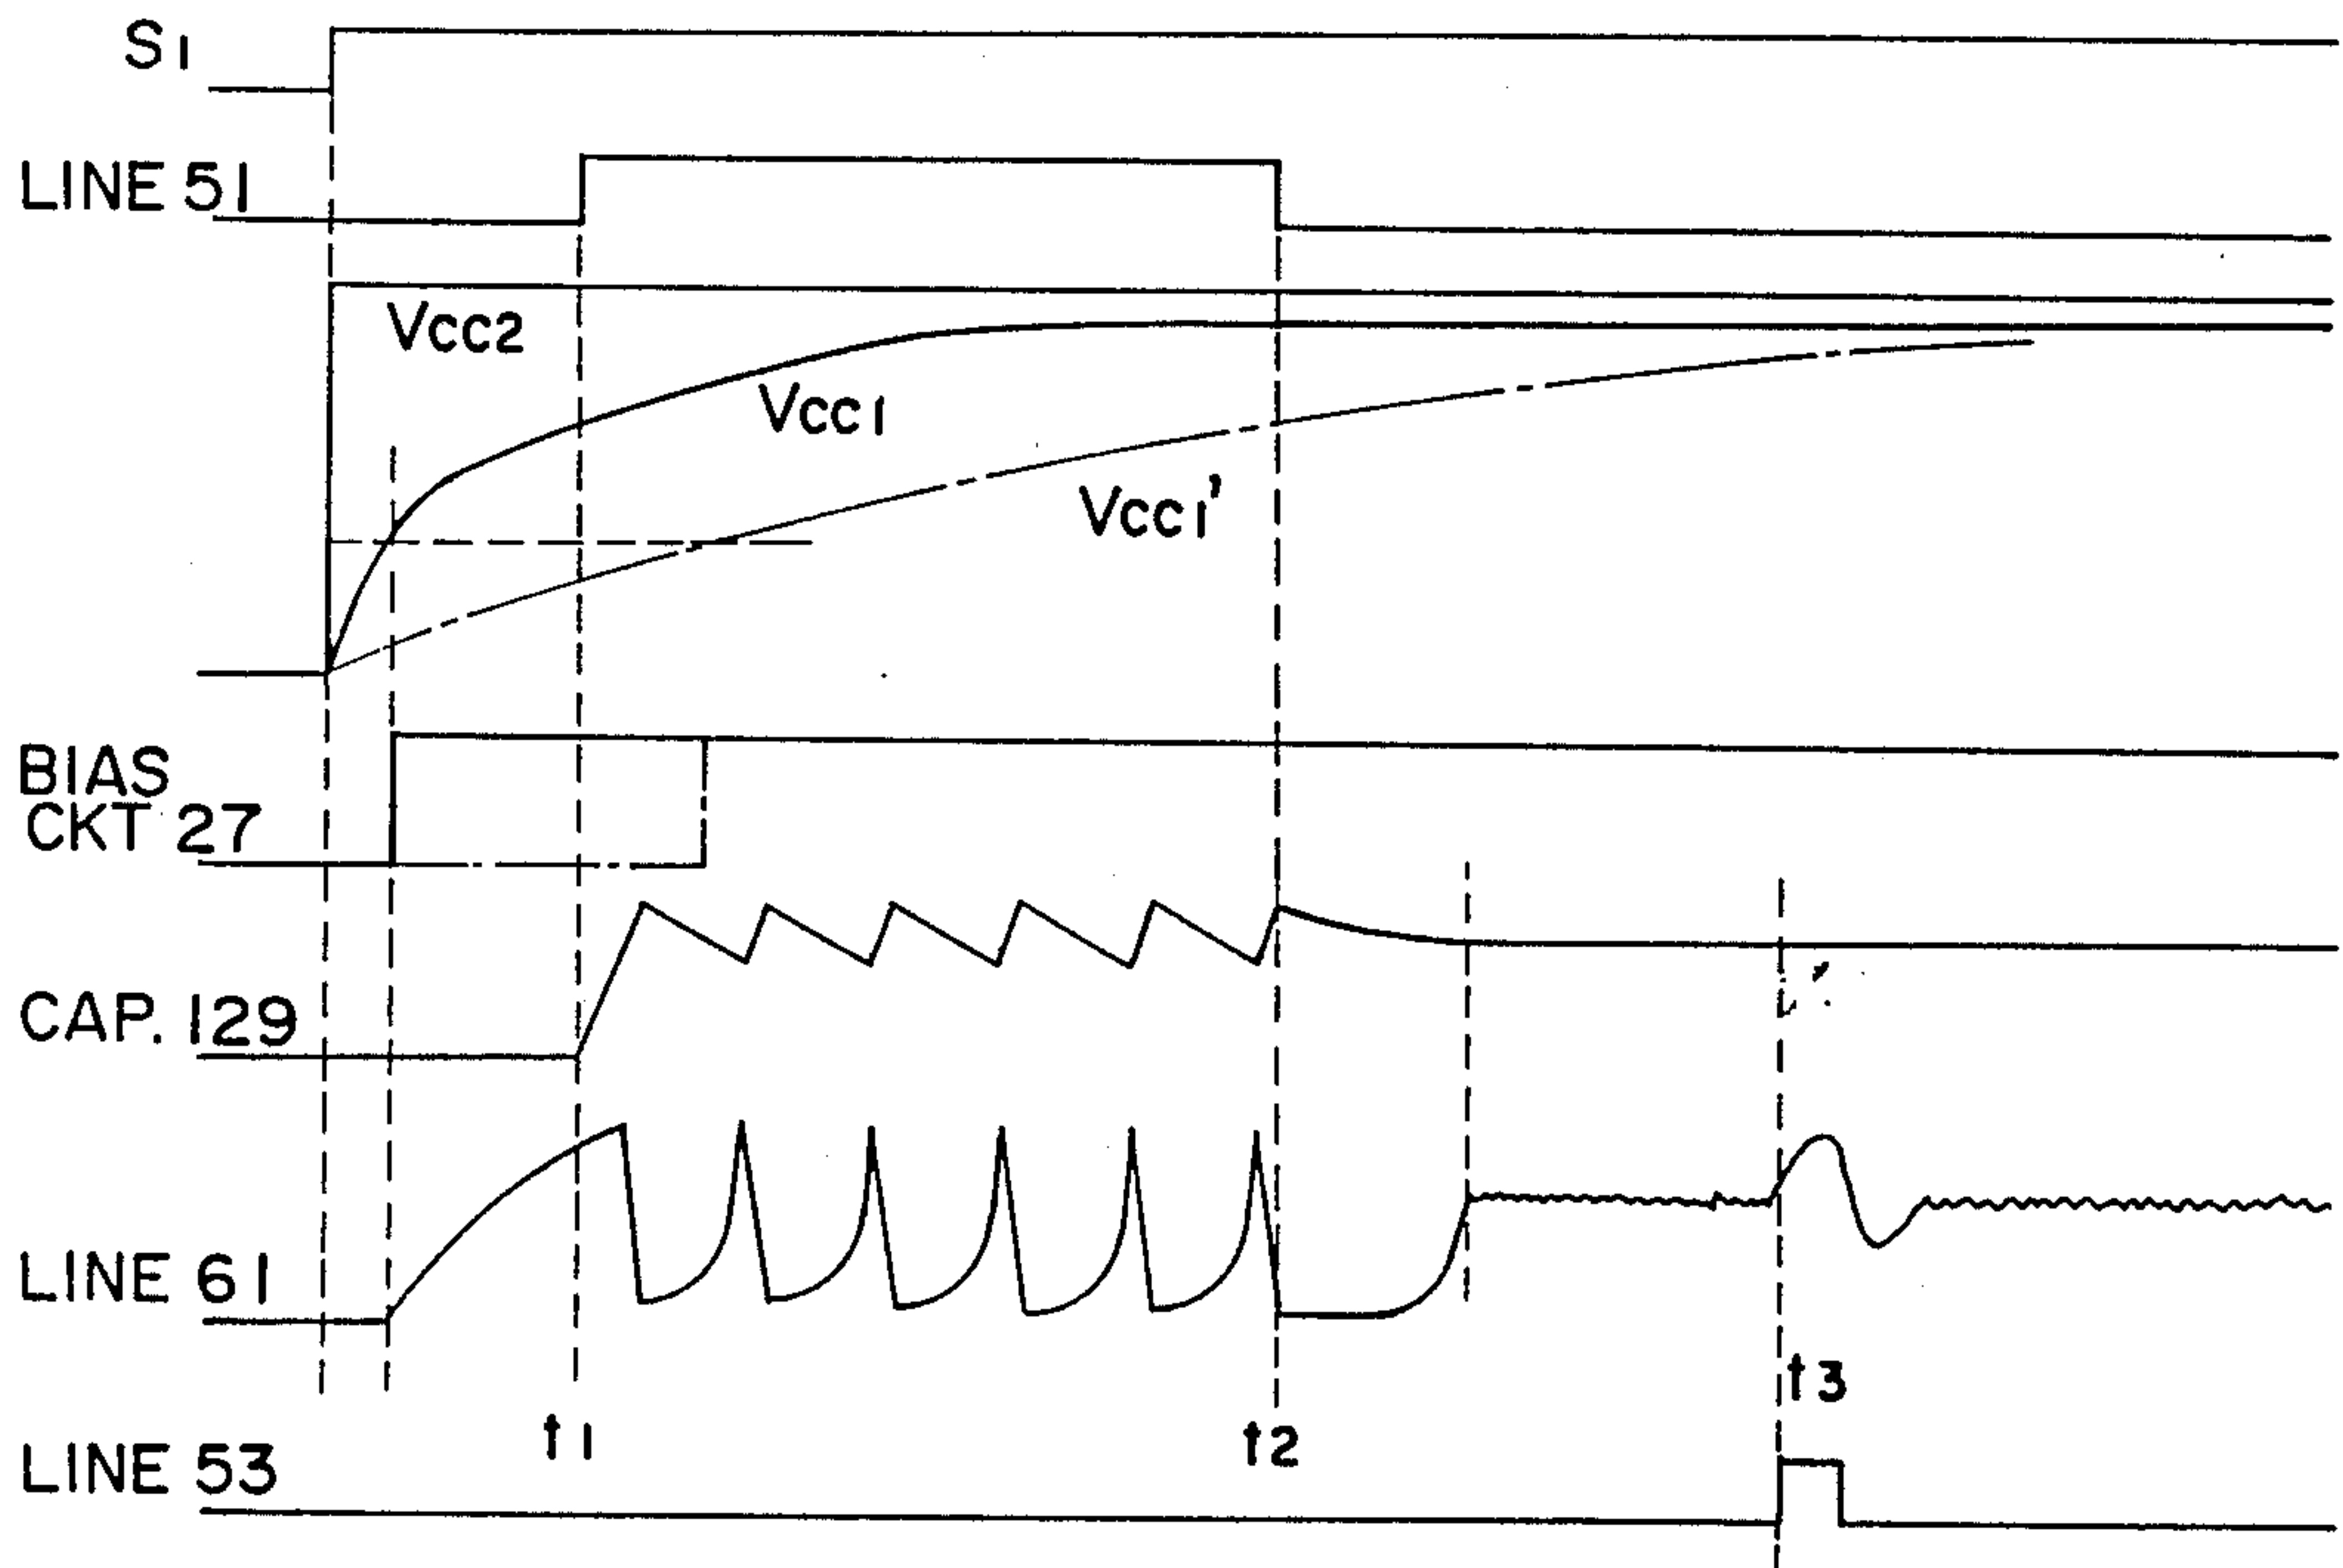 S1
LINE 51
Vcc2
Vcc1
Vcc1'
BIAS
CKT 27
CAP. 129
LINE 61
t3
t1
t2
LINE 53